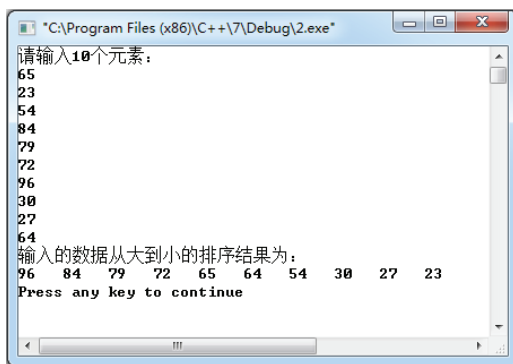 "C:\Program Files (x86)\C++\7\Debug\2.exe"
请输入10个元素：
65
23
54
84
79
72
96
30
27
64
输入的数据从大到小的排序结果为：
96 84 79 72 65 64 54 30 27 23
Press any key to continue